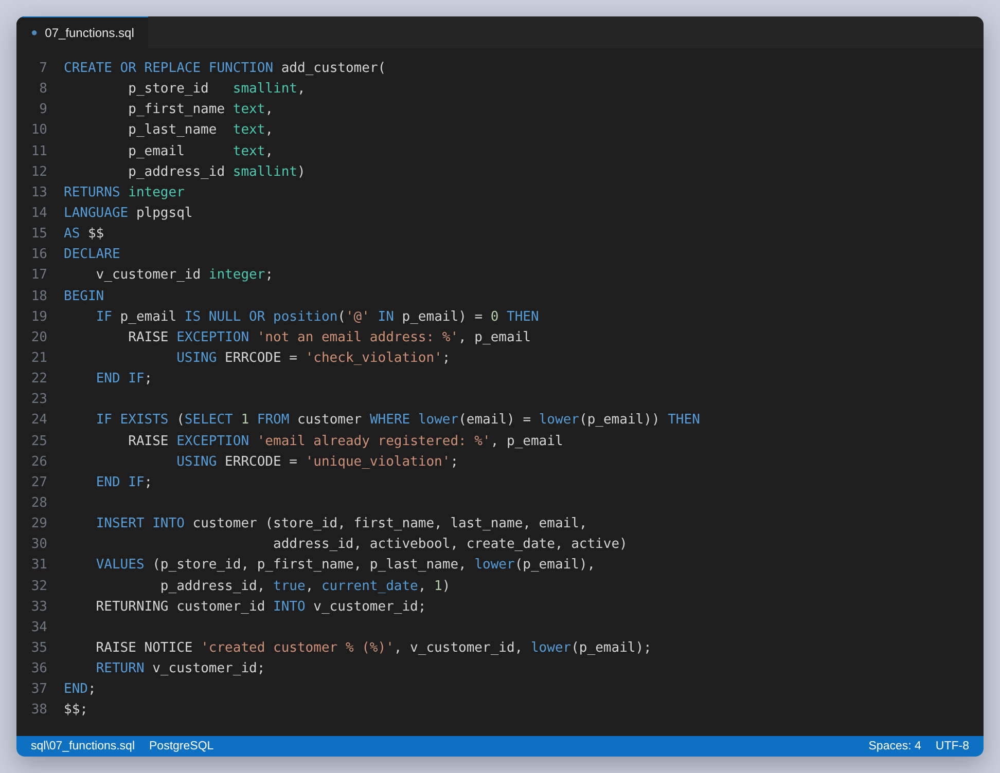 07_functions.sql
7 CREATE OR REPLACE FUNCTION add_customer(
8         p_store_id   smallint,
9         p_first_name text,
10         p_last_name  text,
11         p_email      text,
12         p_address_id smallint)
13 RETURNS integer
14 LANGUAGE plpgsql
15 AS $$
16 DECLARE
17     v_customer_id integer;
18 BEGIN
19     IF p_email IS NULL OR position('@' IN p_email) = 0 THEN
20         RAISE EXCEPTION 'not an email address: %', p_email
21               USING ERRCODE = 'check_violation';
22     END IF;
23
24     IF EXISTS (SELECT 1 FROM customer WHERE lower(email) = lower(p_email)) THEN
25         RAISE EXCEPTION 'email already registered: %', p_email
26               USING ERRCODE = 'unique_violation';
27     END IF;
28
29     INSERT INTO customer (store_id, first_name, last_name, email,
30                           address_id, activebool, create_date, active)
31     VALUES (p_store_id, p_first_name, p_last_name, lower(p_email),
32             p_address_id, true, current_date, 1)
33     RETURNING customer_id INTO v_customer_id;
34
35     RAISE NOTICE 'created customer % (%)', v_customer_id, lower(p_email);
36     RETURN v_customer_id;
37 END;
38 $$;
sql\07_functions.sql PostgreSQL Spaces: 4 UTF-8